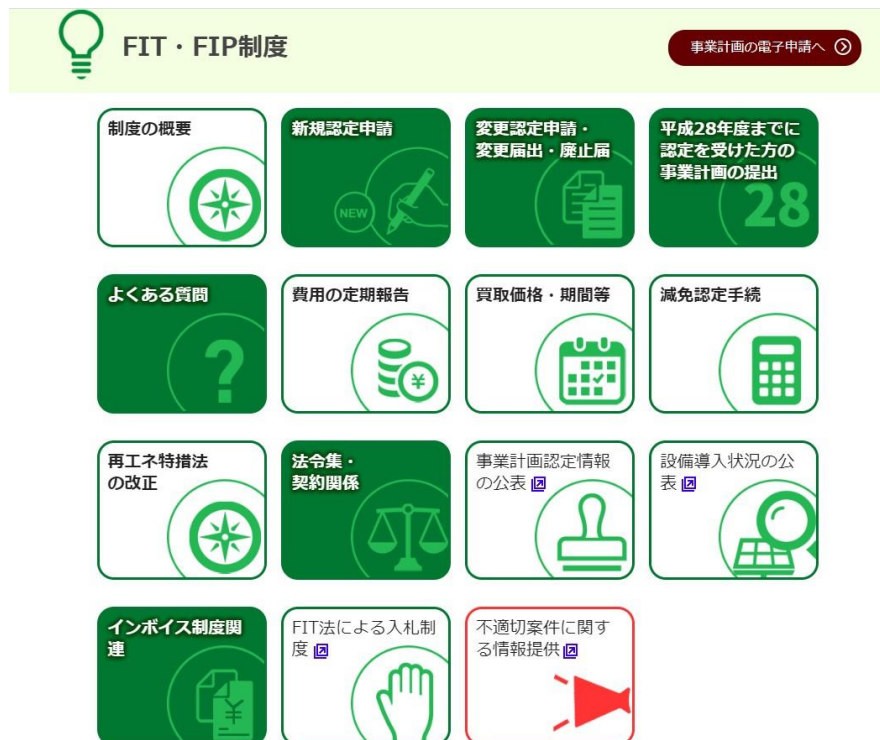 FIT・FIP制度
事業計画の電子申請へ
制度の概要
新規認定申請
NEW
変更認定申請・
変更届出・廃止届
平成28年度までに
認定を受けた方の
事業計画の提出
28
よくある質問
?
費用の定期報告
¥
買取価格・期間等
減免認定手続
再エネ特措法
の改正
法令集・
契約関係
事業計画認定情報
の公表
設備導入状況の公
表
インボイス制度関
連
¥
FIT法による入札制
度
不適切案件に関す
る情報提供